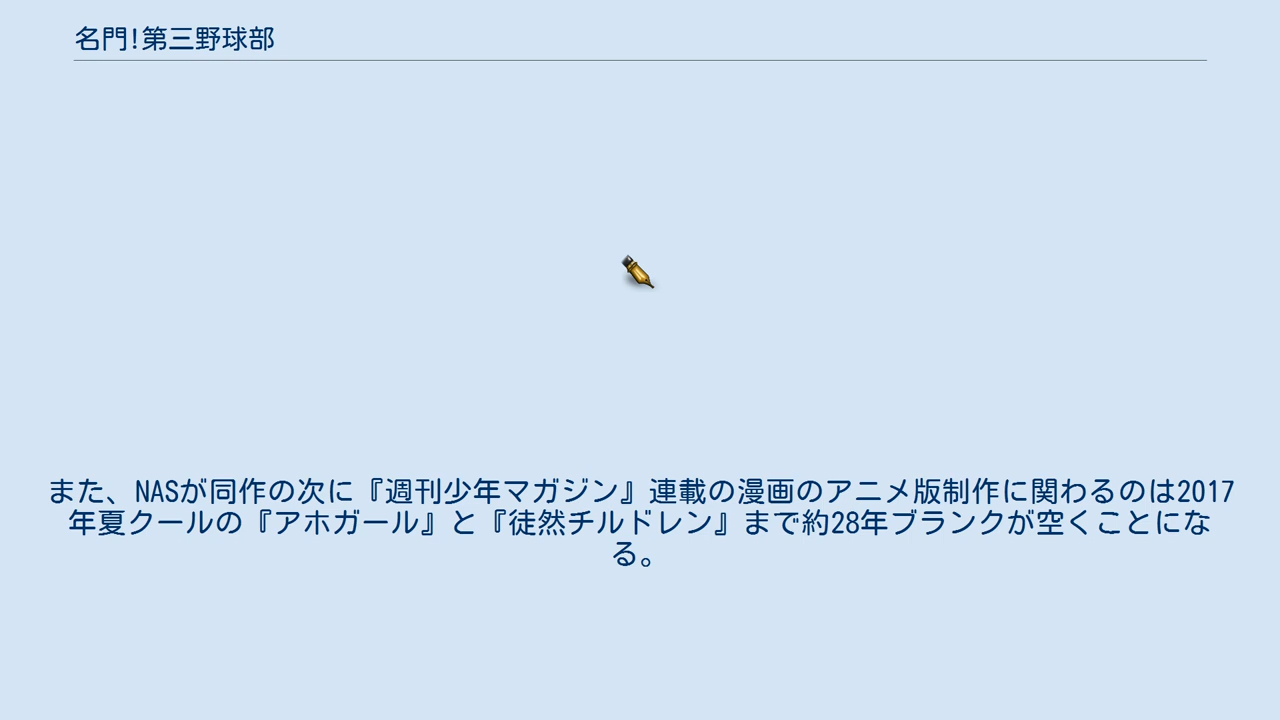 名門!第三野球部
また、NASが同作の次に『週刊少年マガジン』連載の漫画のアニメ版制作に関わるのは2017
年夏クールの『アホガール』と『徒然チルドレン』まで約28年ブランクが空くことにな
る。